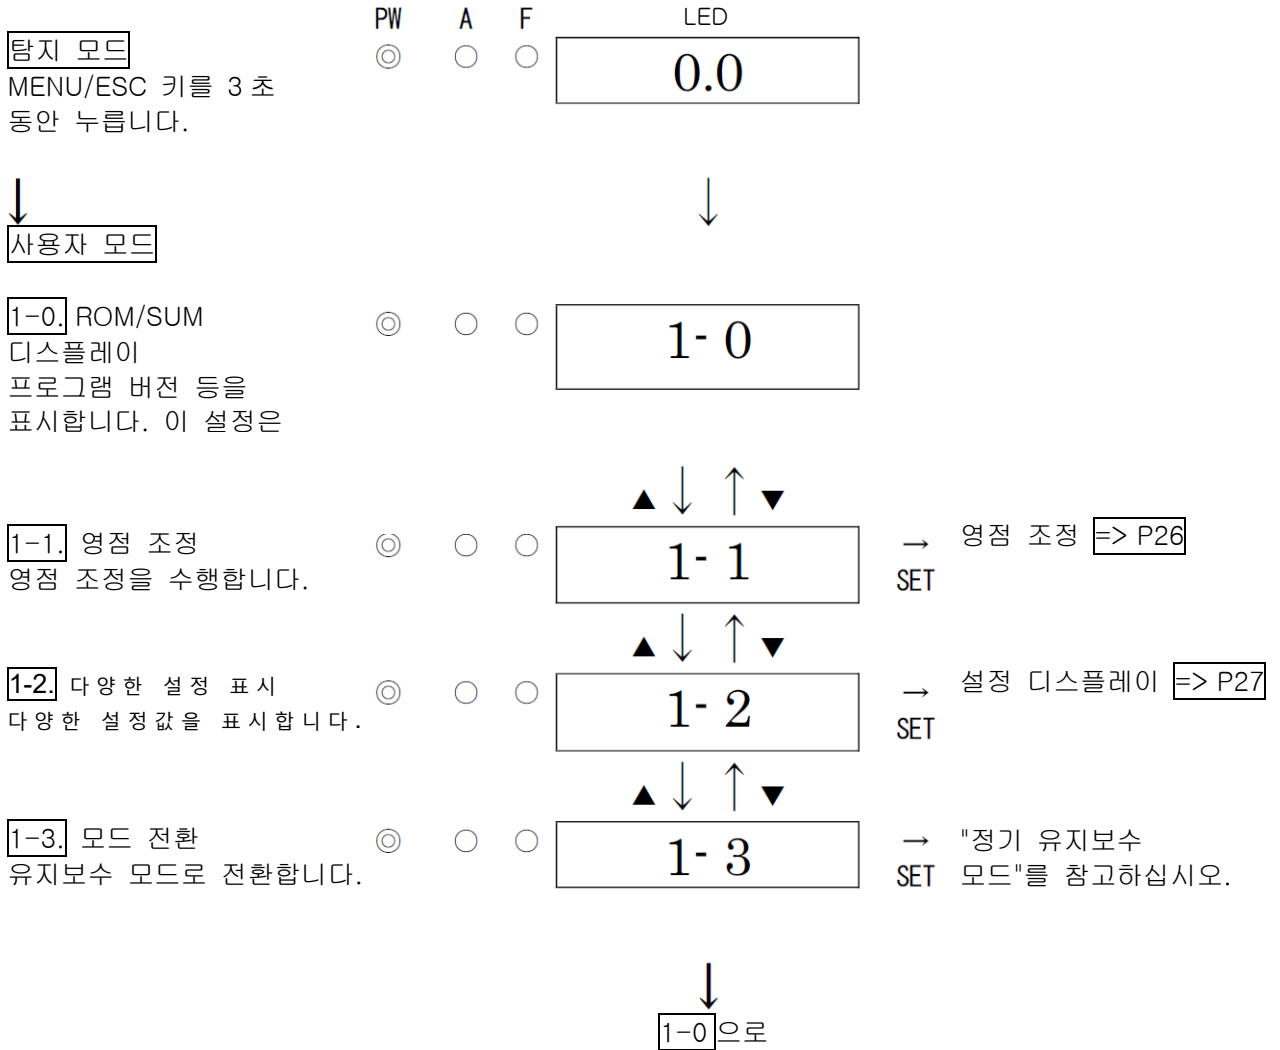 PW A F LED
탐지 모드
◎ ○ ○ 0.0
MENU/ESC 키를 3 초
동안 누릅니다.
↓ ↓
사용자 모드
1-0. ROM/SUM
◎ ○ ○ 1- 0
디스플레이
프로그램 버전 등을
표시합니다. 이 설정은
▲ ↓ ↑ ▼
1-1. 영점 조정 ◎ ○ ○ 1- 1 → 영점 조정 => P26
영점 조정을 수행합니다. SET
▲ ↓ ↑ ▼
1-2. 다양한 설정 표시 ◎ ○ ○ 1- 2 → 설정 디스플레이 => P27
다양한 설정값을 표시합니다. SET
▲ ↓ ↑ ▼
1-3. 모드 전환 ◎ ○ ○ 1- 3 → "정기 유지보수
유지보수 모드로 전환합니다. SET 모드"를 참고하십시오.
↓
1-0 으로